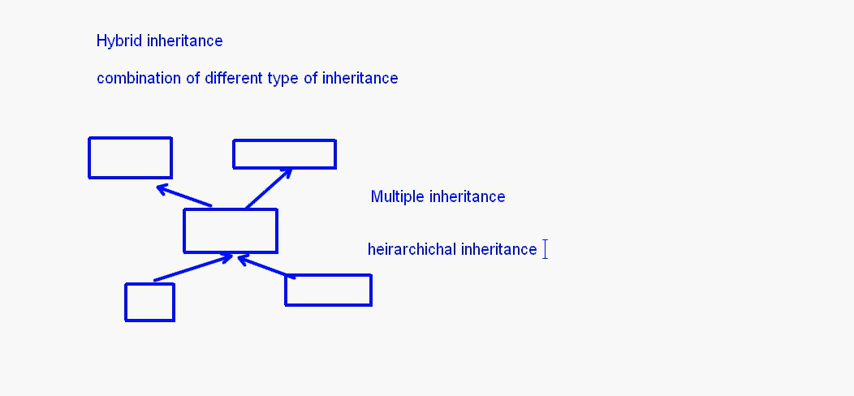 Hybrid inheritance
combination of different type of inheritance
Multiple inheritance
heirarchichal inheritance